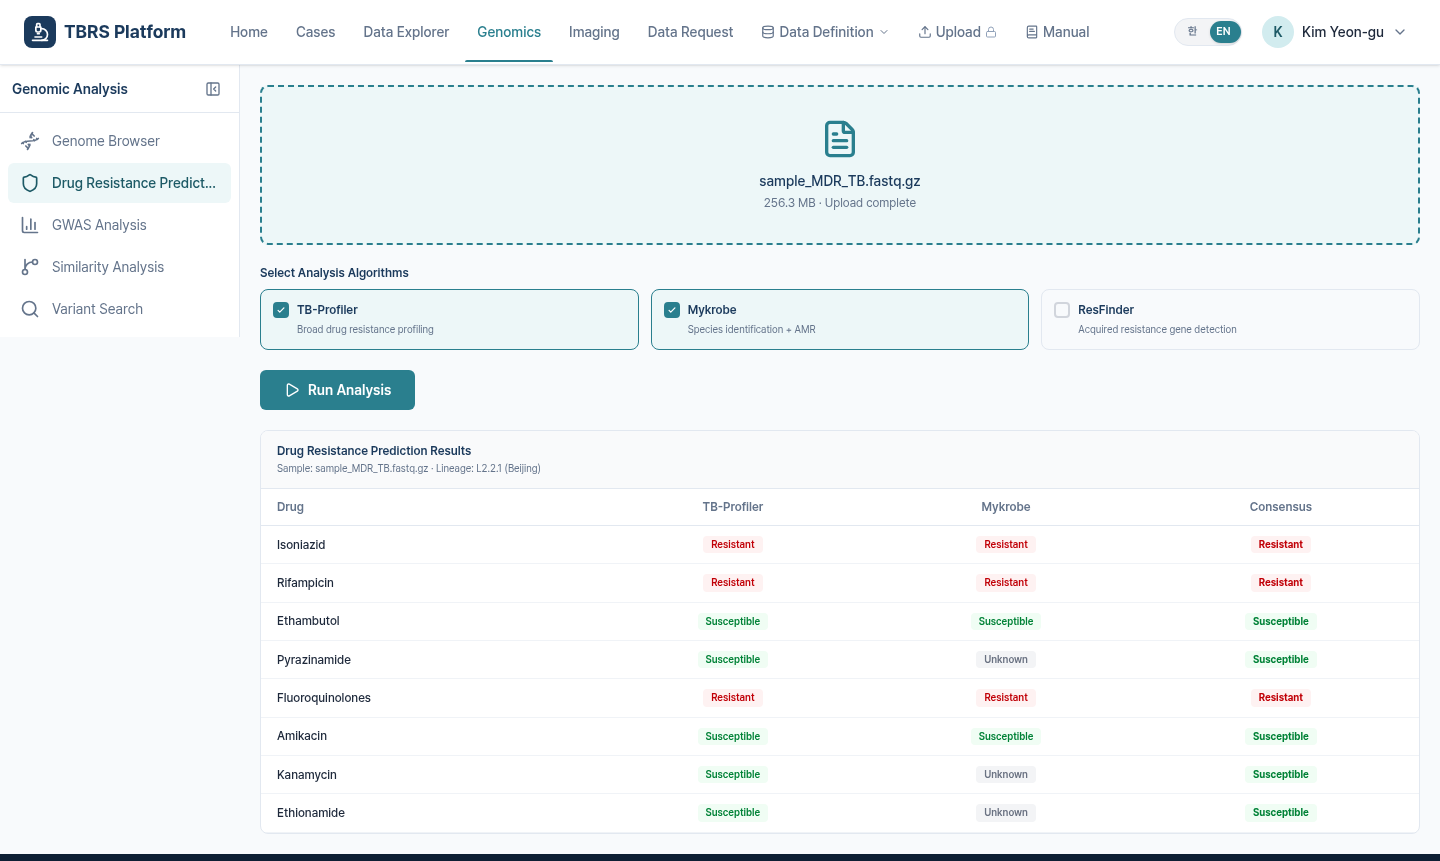 TBRS Platform
Home
Cases
Data Explorer
Genomics
Imaging
Data Request
Data Definition
Upload
Manual
한
EN
K
Kim Yeon-gu
Genomic Analysis
Genome Browser
Drug Resistance Predict...
GWAS Analysis
Similarity Analysis
Variant Search
sample_MDR_TB.fastq.gz
256.3 MB · Upload complete
Select Analysis Algorithms
TB-Profiler
Broad drug resistance profiling
Mykrobe
Species identification + AMR
ResFinder
Acquired resistance gene detection
Run Analysis
Drug Resistance Prediction Results
Sample: sample_MDR_TB.fastq.gz · Lineage: L2.2.1 (Beijing)
Drug TB-Profiler Mykrobe Consensus
Isoniazid Resistant Resistant Resistant
Rifampicin Resistant Resistant Resistant
Ethambutol Susceptible Susceptible Susceptible
Pyrazinamide Susceptible Unknown Susceptible
Fluoroquinolones Resistant Resistant Resistant
Amikacin Susceptible Susceptible Susceptible
Kanamycin Susceptible Unknown Susceptible
Ethionamide Susceptible Unknown Susceptible